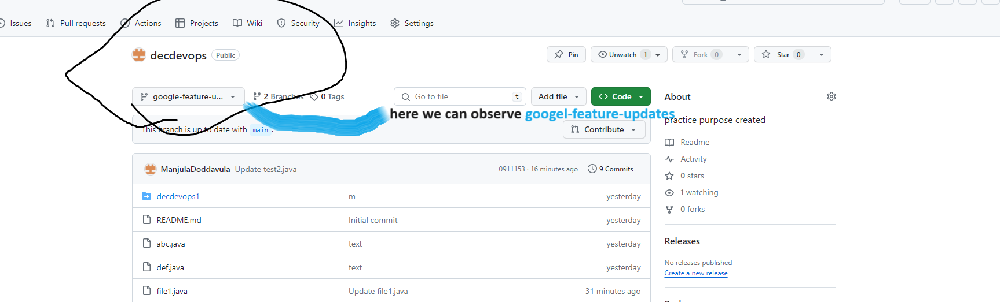 Issues Pull requests Actions Projects Wiki Security Insights Settings
decdevops Public
Pin Unwatch 1 Fork 0 Star 0
google-feature-u... 2 Branches 0 Tags
Go to file t Add file Code
here we can observe googel-feature-updates
This branch is up to date with main.
Contribute
ManjulaDoddavula Update test2.java 0911153 · 16 minutes ago 9 Commits
decdevops1 m yesterday
README.md Initial commit yesterday
abc.java text yesterday
def.java text yesterday
file1.java Update file1.java 31 minutes ago
About
practice purpose created
Readme
Activity
0 stars
1 watching
0 forks
Releases
No releases published
Create a new release